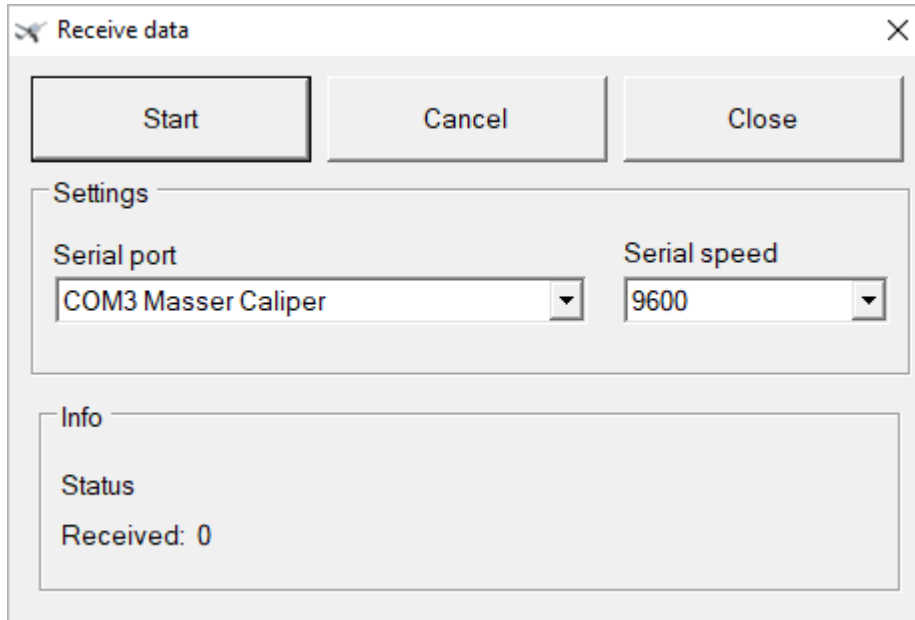 Receive data
Start Cancel Close
Settings
Serial port Serial speed
COM3 Masser Caliper 9600
Info
Status
Received: 0